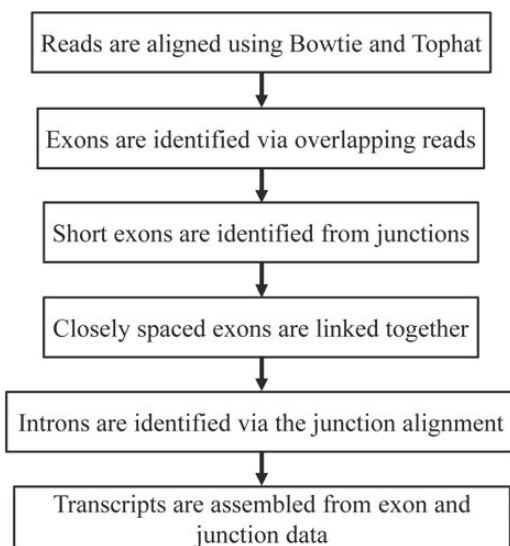 Reads are aligned using Bowtie and Tophat
Exons are identified via overlapping reads
Short exons are identified from junctions
Closely spaced exons are linked together
Introns are identified via the junction alignment
Transcripts are assembled from exon and
junction data